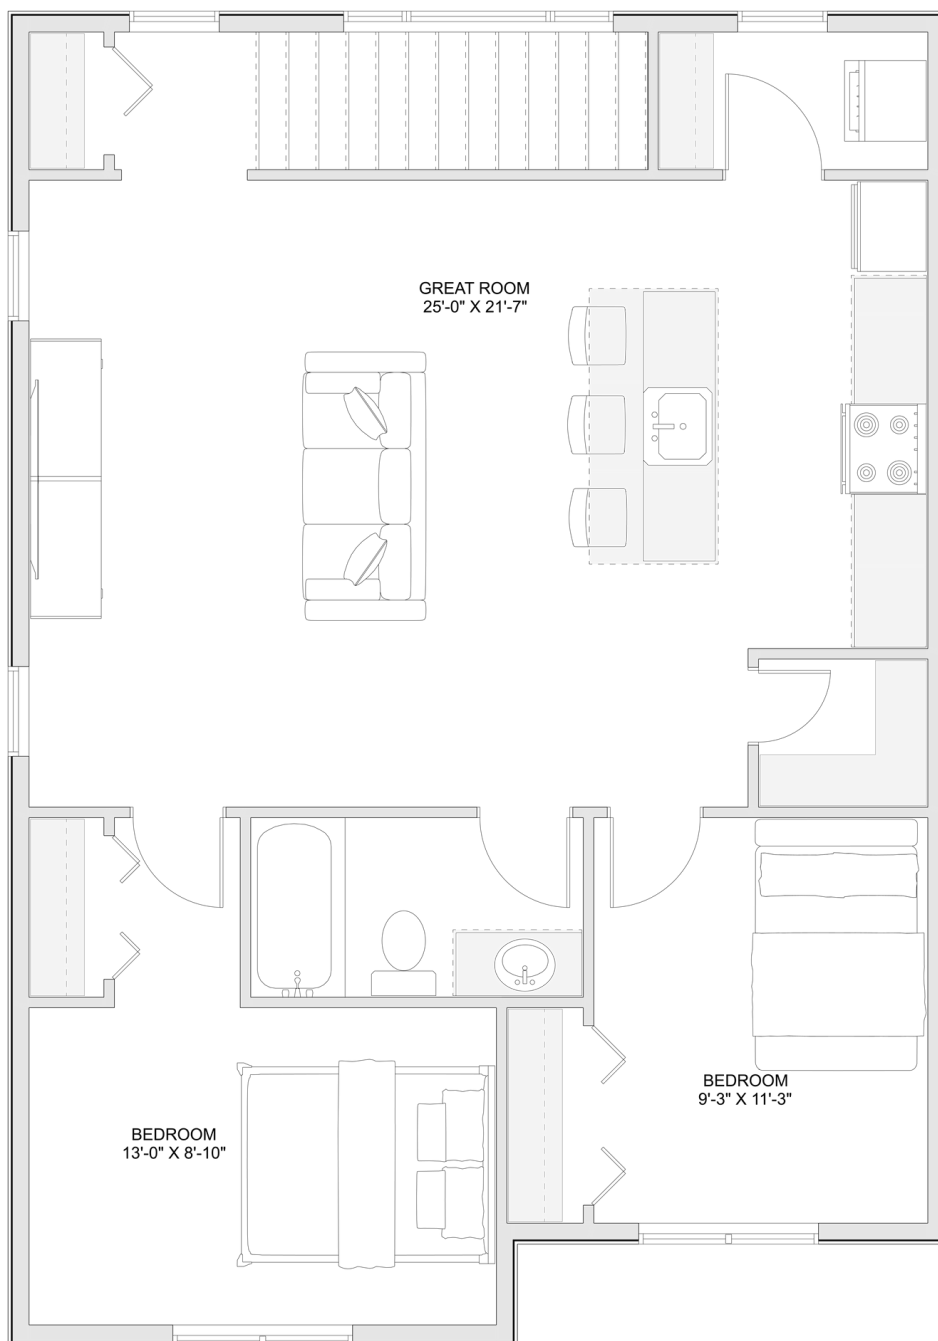 GREAT ROOM
25'-0" X 21'-7"
BEDROOM
9'-3" X 11'-3"
BEDROOM
13'-0" X 8'-10"